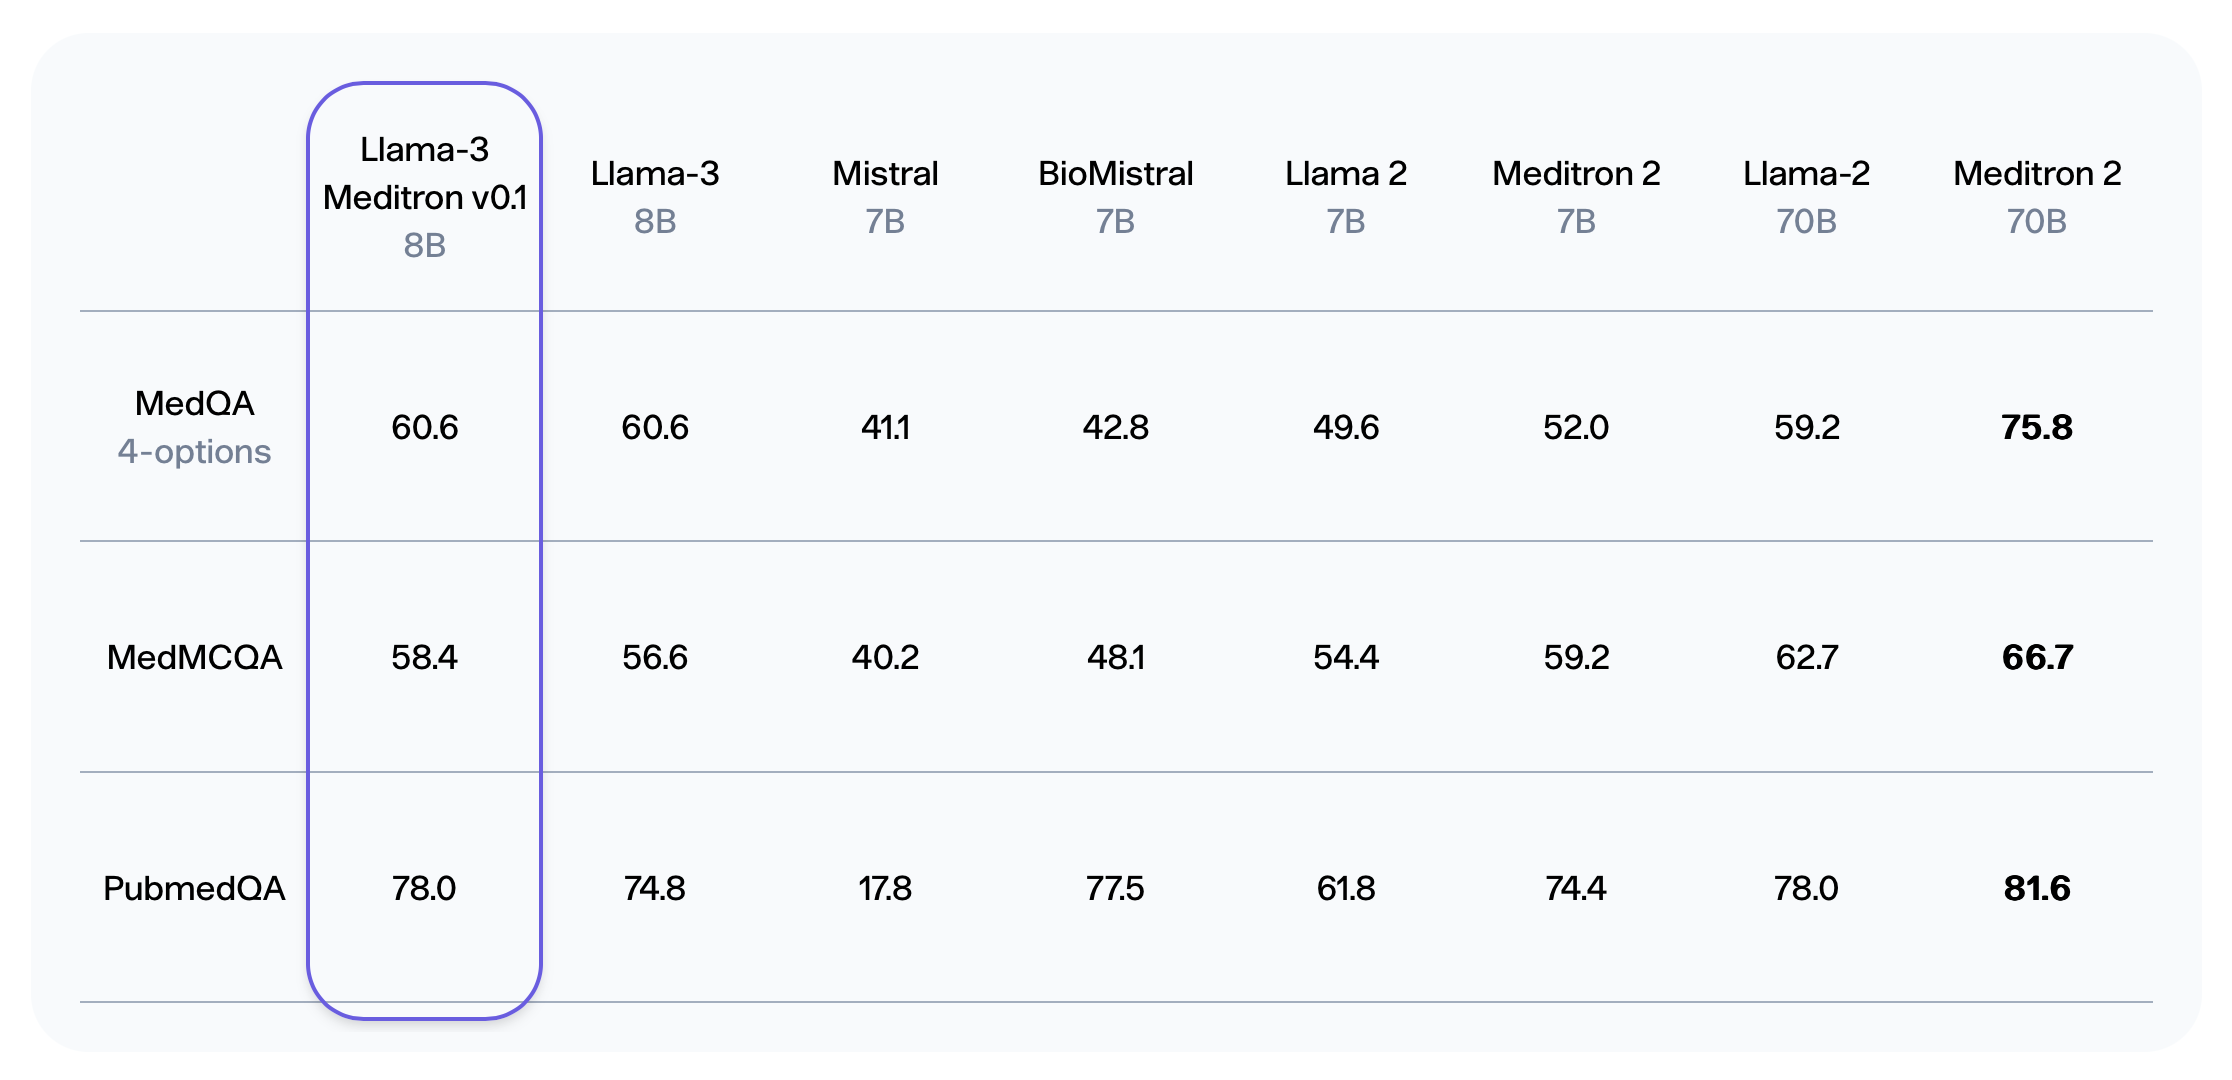 Llama-3 Meditron v0.1 8B Llama-3 8B Mistral 7B BioMistral 7B Llama 2 7B Meditron 2 7B Llama-2 70B Meditron 2 70B
MedQA 4-options 60.6 60.6 41.1 42.8 49.6 52.0 59.2 75.8
MedMCQA 58.4 56.6 40.2 48.1 54.4 59.2 62.7 66.7
PubmedQA 78.0 74.8 17.8 77.5 61.8 74.4 78.0 81.6